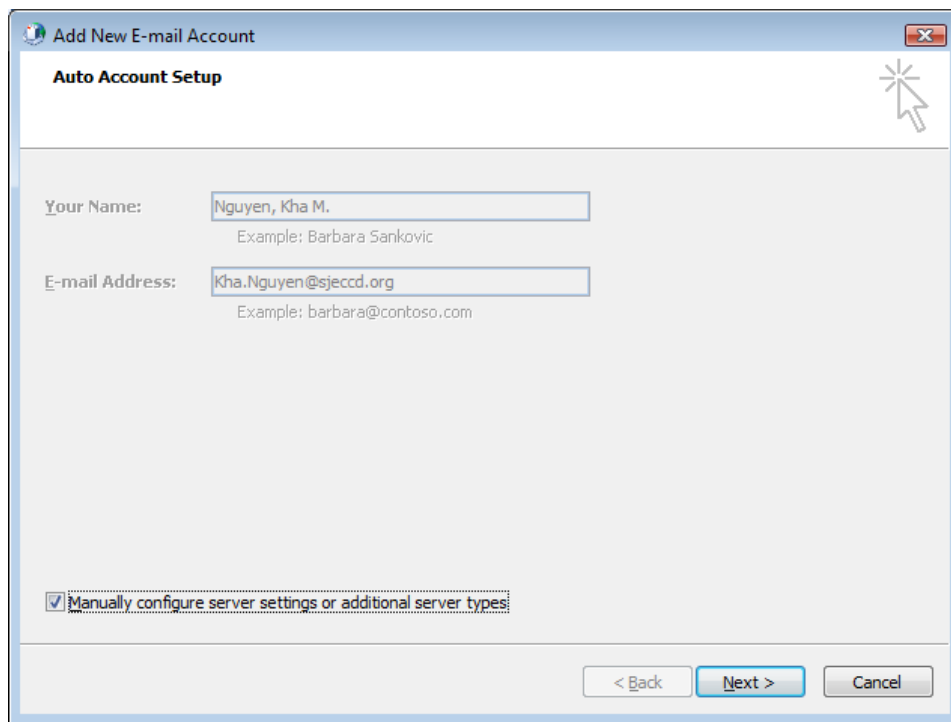 Add New E-mail Account
Auto Account Setup
Your Name:
Nguyen, Kha M.
Example: Barbara Sankovic
E-mail Address:
Kha.Nguyen@sjeccd.org
Example: barbara@contoso.com
Manually configure server settings or additional server types
< Back
Next >
Cancel